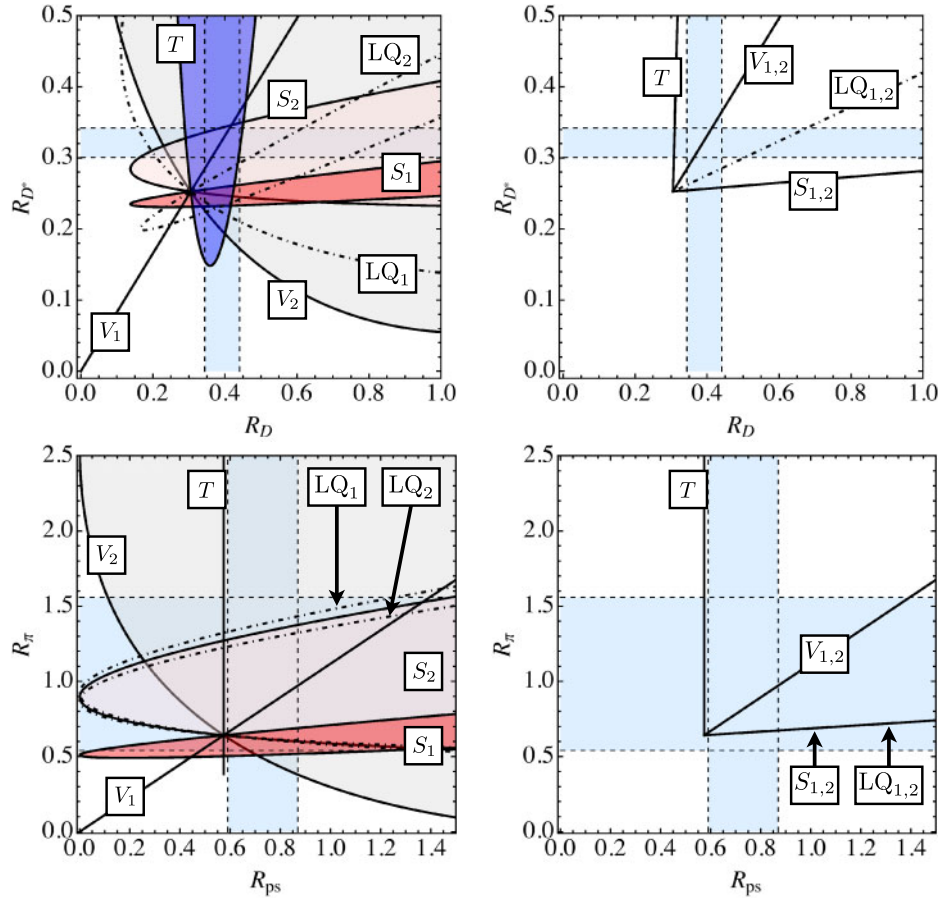 0.5
0.4
0.3
0.2
0.1
0.0
R_{D*}
T
LQ₂
S₂
S₁
LQ₁
V₂
V₁
0.0 0.2 0.4 0.6 0.8 1.0
R_D
0.5
0.4
0.3
0.2
0.1
0.0
R_{D*}
T
V₁,₂
LQ₁,₂
S₁,₂
0.0 0.2 0.4 0.6 0.8 1.0
R_D
2.5
2.0
1.5
1.0
0.5
0.0
R_π
T
LQ₁
LQ₂
V₂
S₂
S₁
V₁
0.0 0.2 0.4 0.6 0.8 1.0 1.2 1.4
R_ps
2.5
2.0
1.5
1.0
0.5
0.0
R_π
T
V₁,₂
S₁,₂
LQ₁,₂
0.0 0.2 0.4 0.6 0.8 1.0 1.2 1.4
R_ps